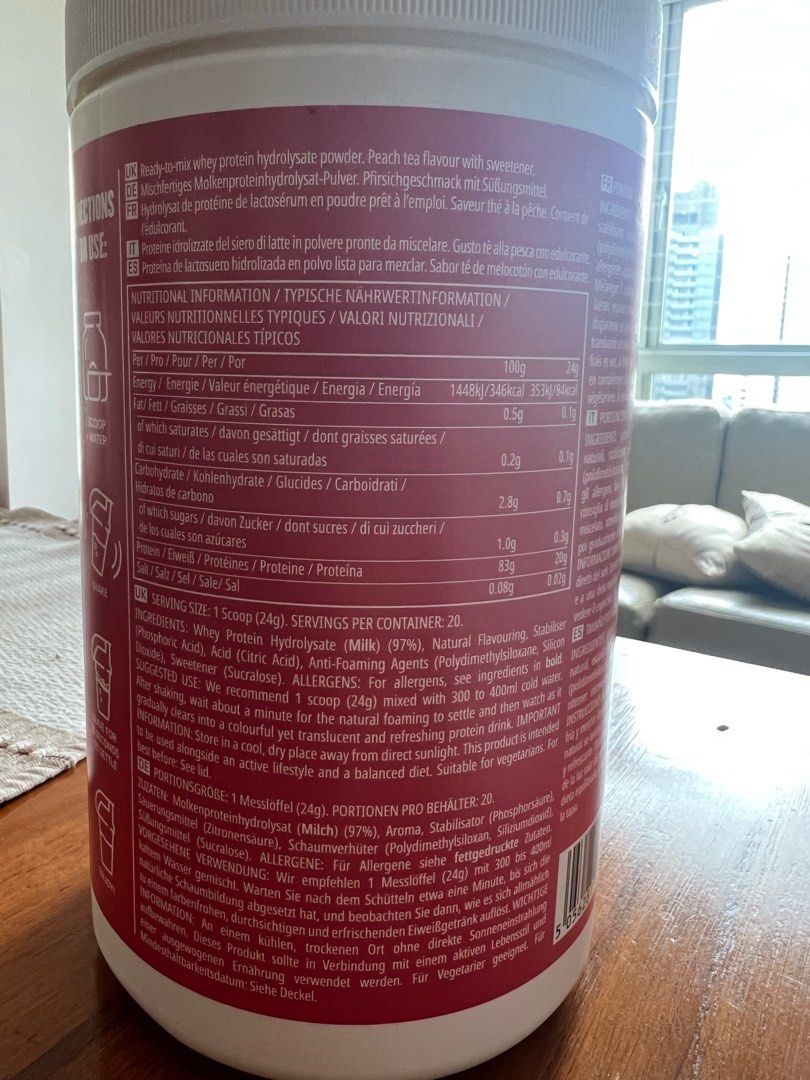 UK Ready-to-mix whey protein hydrolysate powder. Peach tea flavour with sweetener.
DE Mischfertiges Molkenproteinhydrolysat-Pulver. Pfirsichgeschmack mit Süßungsmittel.
FR Hydrolysat de protéine de lactosérum en poudre prêt à l'emploi. Saveur thé à la pêche. Contient de
l'édulcorant.
IT Proteine idrolizzate del siero di latte in polvere pronte da miscelare. Gusto tè alla pesca con edulcorante.
ES Proteína de lactosuero hidrolizada en polvo lista para mezclar. Sabor té de melocotón con edulcorante.
NUTRITIONAL INFORMATION / TYPISCHE NÄHRWERTINFORMATION /
VALEURS NUTRITIONNELLES TYPIQUES / VALORI NUTRIZIONALI /
VALORES NUTRICIONALES TÍPICOS
Per / Pro / Pour / Per / Por 100g 24g
Energy / Energie / Valeur énergétique / Energia / Energía 1448kJ/346kcal 353kJ/84kcal
Fat/ Fett / Graisses / Grassi / Grasas 0.5g 0.1g
of which saturates / davon gesättigt / dont graisses saturées /
di cui saturi / de las cuales son saturadas 0.2g 0.1g
Carbohydrate / Kohlenhydrate / Glucides / Carboidrati /
Hidratos de carbono 2.8g 0.7g
of which sugars / davon Zucker / dont sucres / di cui zuccheri /
de los cuales son azúcares 1.0g 0.3g
Protein / Eiweiß / Protéines / Proteine / Proteína 83g 20g
Salt / Salz / Sel / Sale/ Sal 0.08g 0.02g
UK SERVING SIZE: 1 Scoop (24g). SERVINGS PER CONTAINER: 20.
INGREDIENTS: Whey Protein Hydrolysate (Milk) (97%), Natural Flavouring, Stabiliser
(Phosphoric Acid), Acid (Citric Acid), Anti-Foaming Agents (Polydimethylsiloxane, Silicon
Dioxide), Sweetener (Sucralose). ALLERGENS: For allergens, see ingredients in bold.
SUGGESTED USE: We recommend 1 scoop (24g) mixed with 300 to 400ml cold water.
After shaking, wait about a minute for the natural foaming to settle and then watch as it
gradually clears into a colourful yet translucent and refreshing protein drink. IMPORTANT
INFORMATION: Store in a cool, dry place away from direct sunlight. This product is intended
to be used alongside an active lifestyle and a balanced diet. Suitable for vegetarians. For
best before: See lid.
DE PORTIONSGRÖßE: 1 Messlöffel (24g). PORTIONEN PRO BEHÄLTER: 20.
ZUTATEN: Molkenproteinhydrolysat (Milch) (97%), Aroma, Stabilisator (Phosphorsäure),
Säuerungsmittel (Zitronensäure), Schaumverhüter (Polydimethylsiloxan, Siliziumdioxid),
Süßungsmittel (Sucralose). ALLERGENE: Für Allergene siehe fettgedruckte Zutaten.
VORGESEHENE VERWENDUNG: Wir empfehlen 1 Messlöffel (24g) mit 300 bis 400ml
kaltem Wasser gemischt. Warten Sie nach dem Schütteln etwa eine Minute, bis sich die
natürliche Schaumbildung abgesetzt hat, und beobachten Sie dann, wie es sich allmählich
zu einem farbenfrohen, durchsichtigen und erfrischenden Eiweißgetränk auflöst. WICHTIGE
INFORMATION: An einem kühlen, trockenen Ort ohne direkte Sonneneinstrahlung
aufbewahren. Dieses Produkt sollte in Verbindung mit einem aktiven Lebensstil und
einer ausgewogenen Ernährung verwendet werden. Für Vegetarier geeignet. Für
Mindesthaltbarkeitsdatum: Siehe Deckel.
USE:
SCOOP
WATER
SHAKE
FR
IT
ES